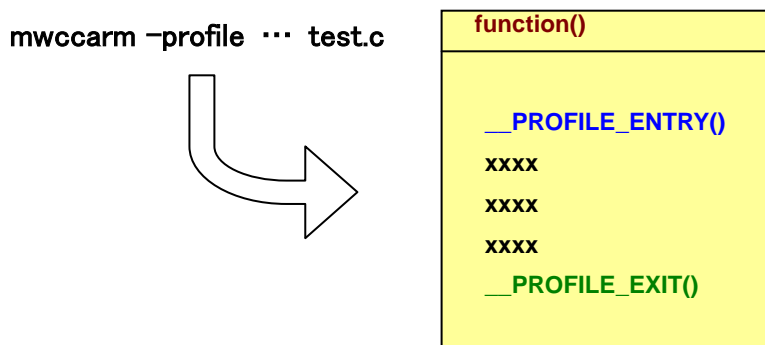 mwccarm –profile ⋯ test.c
function()
__PROFILE_ENTRY()
xxxx
xxxx
xxxx
__PROFILE_EXIT()